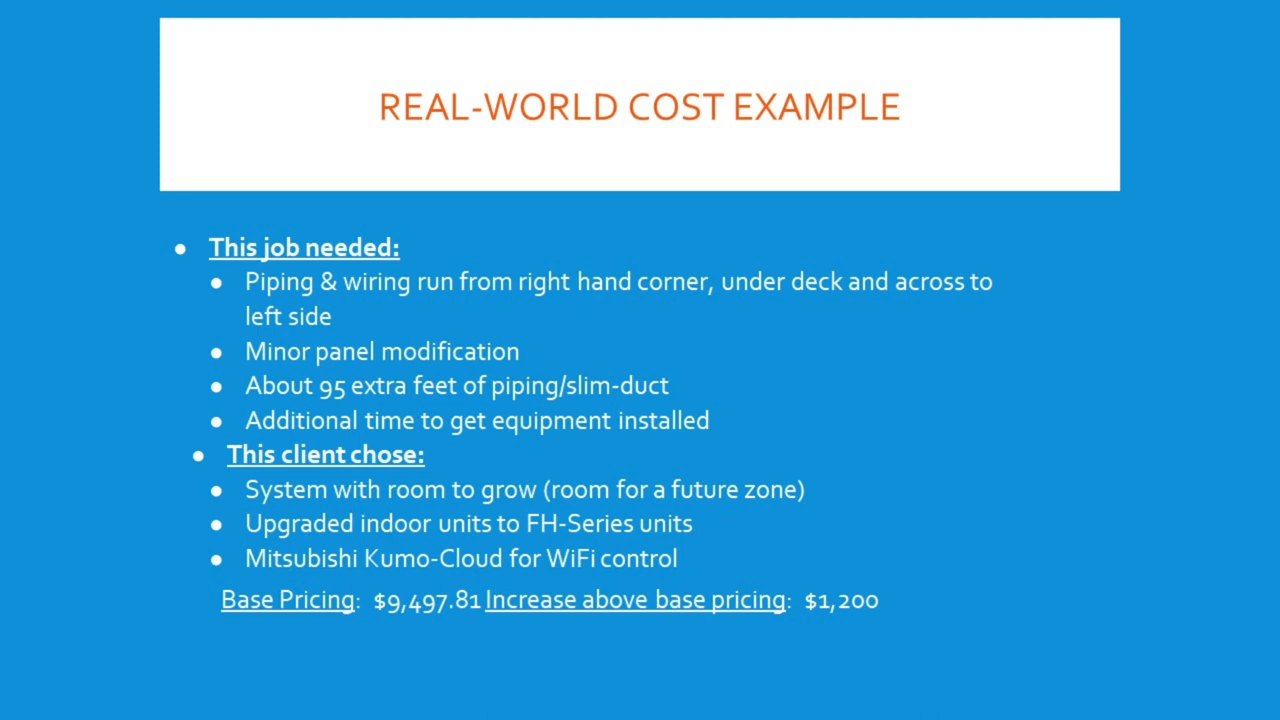 REAL-WORLD COST EXAMPLE
● This job needed:
● Piping & wiring run from right hand corner, under deck and across to
left side
● Minor panel modification
● About 95 extra feet of piping/slim-duct
● Additional time to get equipment installed
● This client chose:
● System with room to grow (room for a future zone)
● Upgraded indoor units to FH-Series units
● Mitsubishi Kumo-Cloud for WiFi control
Base Pricing: $9,497.81 Increase above base pricing: $1,200